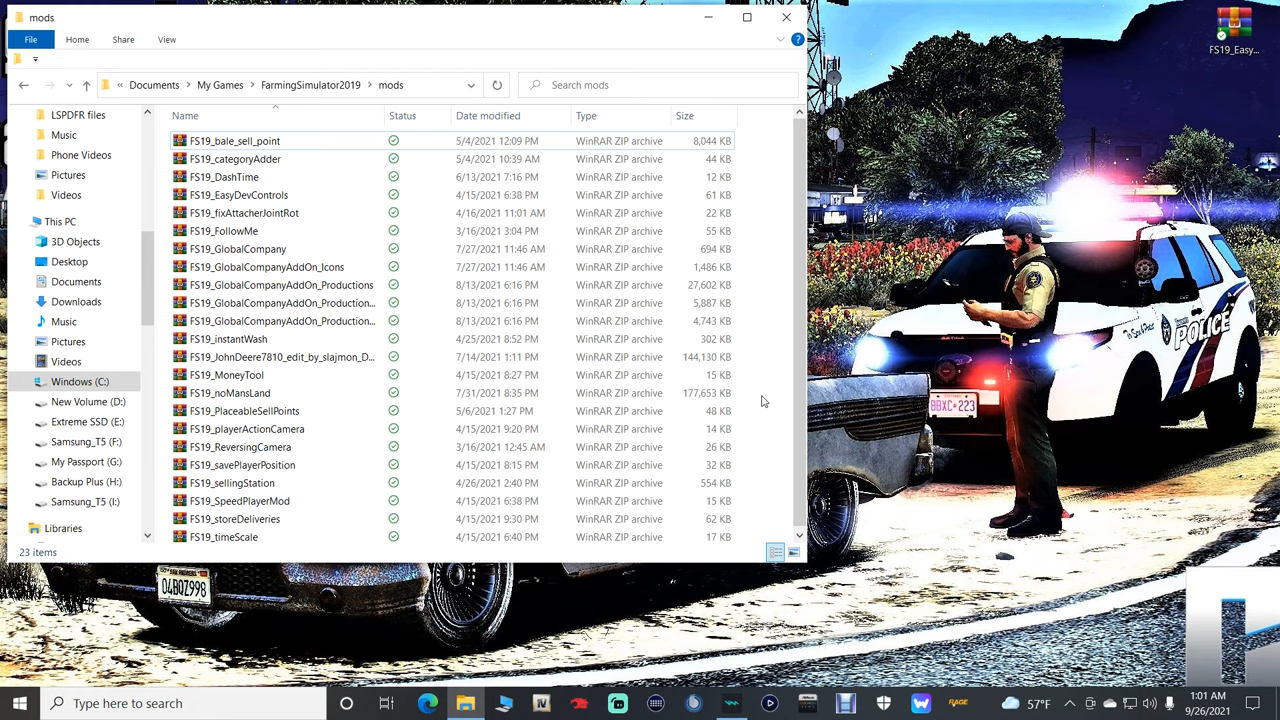 mods
File Home Share View
Documents My Games FarmingSimulator2019 mods Search mods
Name Status Date modified Type Size
LSPDFR files
Music
Phone Videos
Pictures
Videos
This PC
3D Objects
Desktop
Documents
Downloads
Music
Pictures
Videos
Windows (C:)
New Volume (D:)
Extreme SSD (E:)
Samsung_T5 (F:)
My Passport (G:)
Backup Plus (H:)
Samsung_T5 (I:)
Libraries
FS19_bale_sell_point 5/4/2021 12:09 PM WinRAR ZIP archive 8,044 KB
FS19_categoryAdder 5/4/2021 10:39 AM WinRAR ZIP archive 44 KB
FS19_DashTime 6/13/2021 7:16 PM WinRAR ZIP archive 12 KB
FS19_EasyDevControls 4/15/2021 6:38 PM WinRAR ZIP archive 61 KB
FS19_fixAttacherJointRot 4/16/2021 11:01 AM WinRAR ZIP archive 22 KB
FS19_FollowMe 3/16/2021 3:04 PM WinRAR ZIP archive 55 KB
FS19_GlobalCompany 7/27/2021 11:46 AM WinRAR ZIP archive 694 KB
FS19_GlobalCompanyAddOn_Icons 7/27/2021 11:46 AM WinRAR ZIP archive 1,486 KB
FS19_GlobalCompanyAddOn_Productions 8/13/2021 6:16 PM WinRAR ZIP archive 27,602 KB
FS19_GlobalCompanyAddOn_Production... 8/13/2021 6:16 PM WinRAR ZIP archive 5,887 KB
FS19_GlobalCompanyAddOn_Production... 8/13/2021 6:16 PM WinRAR ZIP archive 4,743 KB
FS19_instantWash 4/25/2021 8:52 PM WinRAR ZIP archive 302 KB
FS19_JohnDeere7810_edit_by_slajmon_D... 7/14/2021 1:11 PM WinRAR ZIP archive 144,130 KB
FS19_MoneyTool 4/15/2021 8:27 PM WinRAR ZIP archive 15 KB
FS19_noMansLand 7/31/2021 8:35 PM WinRAR ZIP archive 177,653 KB
FS19_PlaceableSellPoints 5/6/2021 1:27 PM WinRAR ZIP archive 48 KB
FS19_playerActionCamera 4/15/2021 9:20 PM WinRAR ZIP archive 14 KB
FS19_ReversingCamera 3/16/2021 12:45 AM WinRAR ZIP archive 26 KB
FS19_savePlayerPosition 4/15/2021 8:15 PM WinRAR ZIP archive 32 KB
FS19_sellingStation 4/26/2021 2:40 PM WinRAR ZIP archive 554 KB
FS19_SpeedPlayerMod 4/15/2021 6:38 PM WinRAR ZIP archive 15 KB
FS19_storeDeliveries 4/15/2021 9:30 PM WinRAR ZIP archive 62 KB
FS19_timeScale 4/15/2021 6:40 PM WinRAR ZIP archive 17 KB
23 items
FS19_Easy...
POLICE
BBXC 223
04BQZ998
Type here to search
RAGE
57°F
1:01 AM
9/26/2021